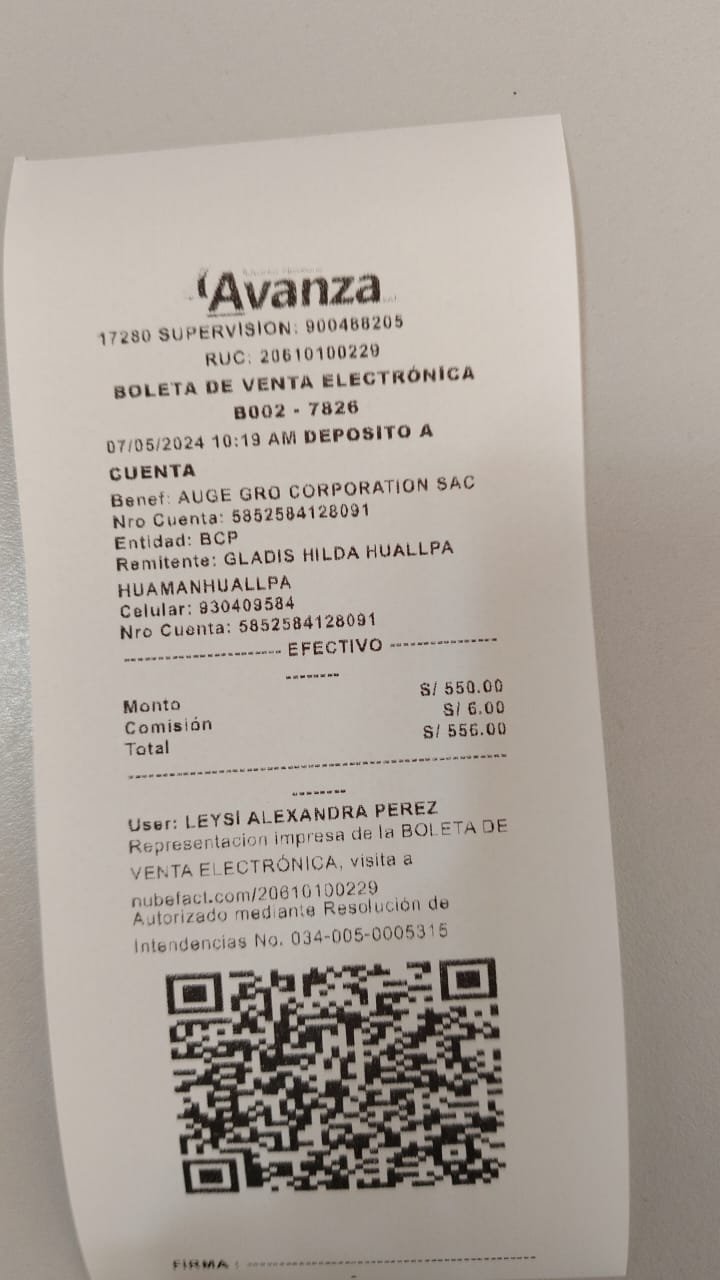 Avanza
17280 SUPERVISION: 900488205
RUC: 20610100229
BOLETA DE VENTA ELECTRÓNICA
B002 - 7826
07/05/2024 10:19 AM DEPOSITO A
CUENTA
Benef: AUGE GRO CORPORATION SAC
Nro Cuenta: 5852584128091
Entidad: BCP
Remitente: GLADIS HILDA HUALLPA
HUAMANHUALLPA
Celular: 930409584
Nro Cuenta: 5852584128091
-------------------- EFECTIVO --------------
--------
Monto S/ 550.00
Comisión S/ 6.00
Total S/ 556.00
--------------------------------------------------
--------
User: LEYSI ALEXANDRA PEREZ
Representacion impresa de la BOLETA DE
VENTA ELECTRÓNICA, visita a
nubefact.com/20610100229
Autorizado mediante Resolución de
Intendencias No. 034-005-0005315
FIRMA : --------------------------------------